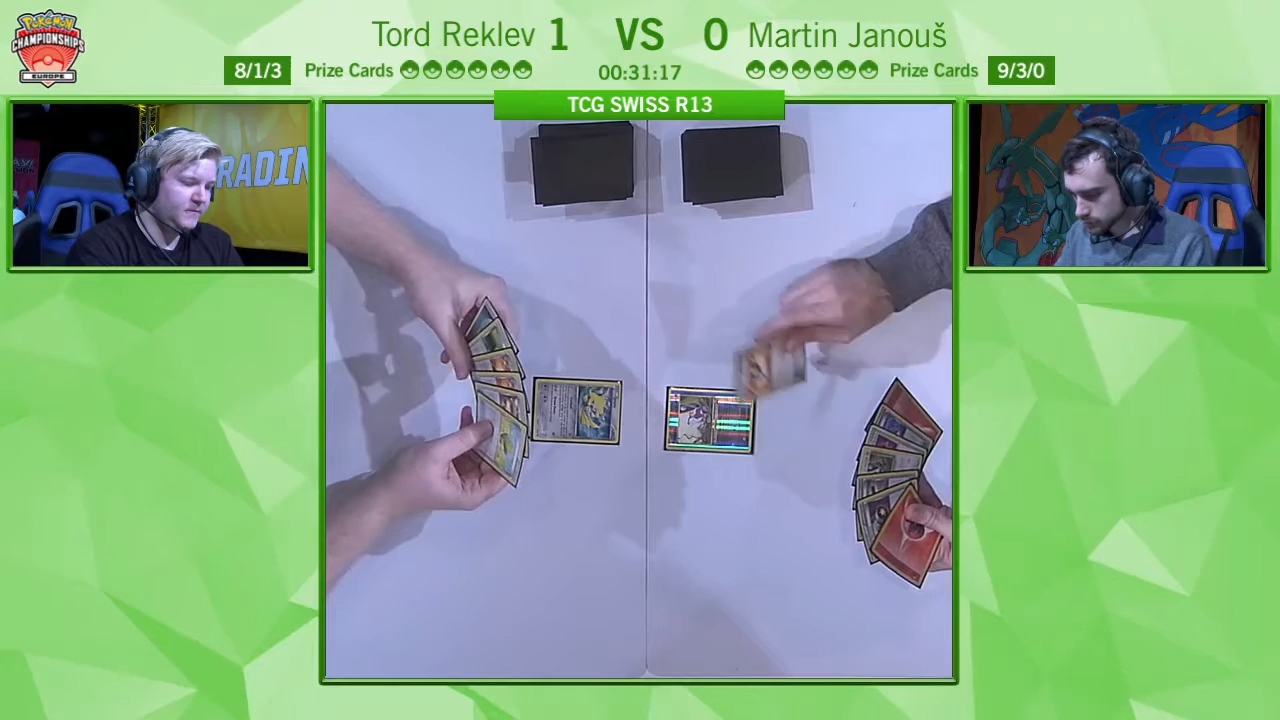 Pokémon
CHAMPIONSHIPS
EUROPE
Tord Reklev 1 VS 0 Martin Janouš
8/1/3 Prize Cards 00:31:17 Prize Cards 9/3/0
TCG SWISS R13
RADIN